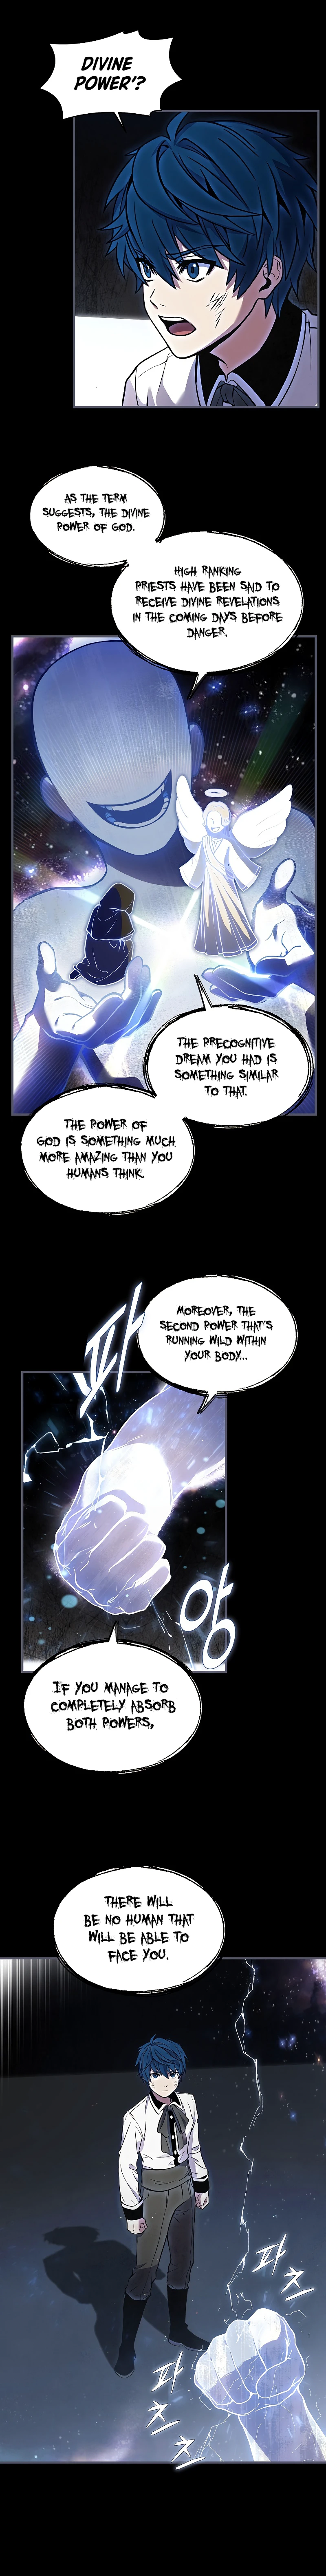 DIVINE
POWER'?
AS THE TERM
SUGGESTS, THE DIVINE
POWER OF GOD.
HIGH RANKING
PRIESTS HAVE BEEN SAID TO
RECEIVE DIVINE REVELATIONS
IN THE COMING DAYS BEFORE
DANGER.
THE PRECOGNITIVE
DREAM YOU HAD IS
SOMETHING SIMILAR
TO THAT.
THE POWER OF
GOD IS SOMETHING MUCH
MORE AMAZING THAN YOU
HUMANS THINK.
MOREOVER, THE
SECOND POWER THAT'S
RUNNING WILD WITHIN
YOUR BODY...
파
앙
IF YOU MANAGE TO
COMPLETELY ABSORB
BOTH POWERS,
THERE WILL
BE NO HUMAN THAT
WILL BE ABLE TO
FACE YOU.
파
츠
파
츠
츠